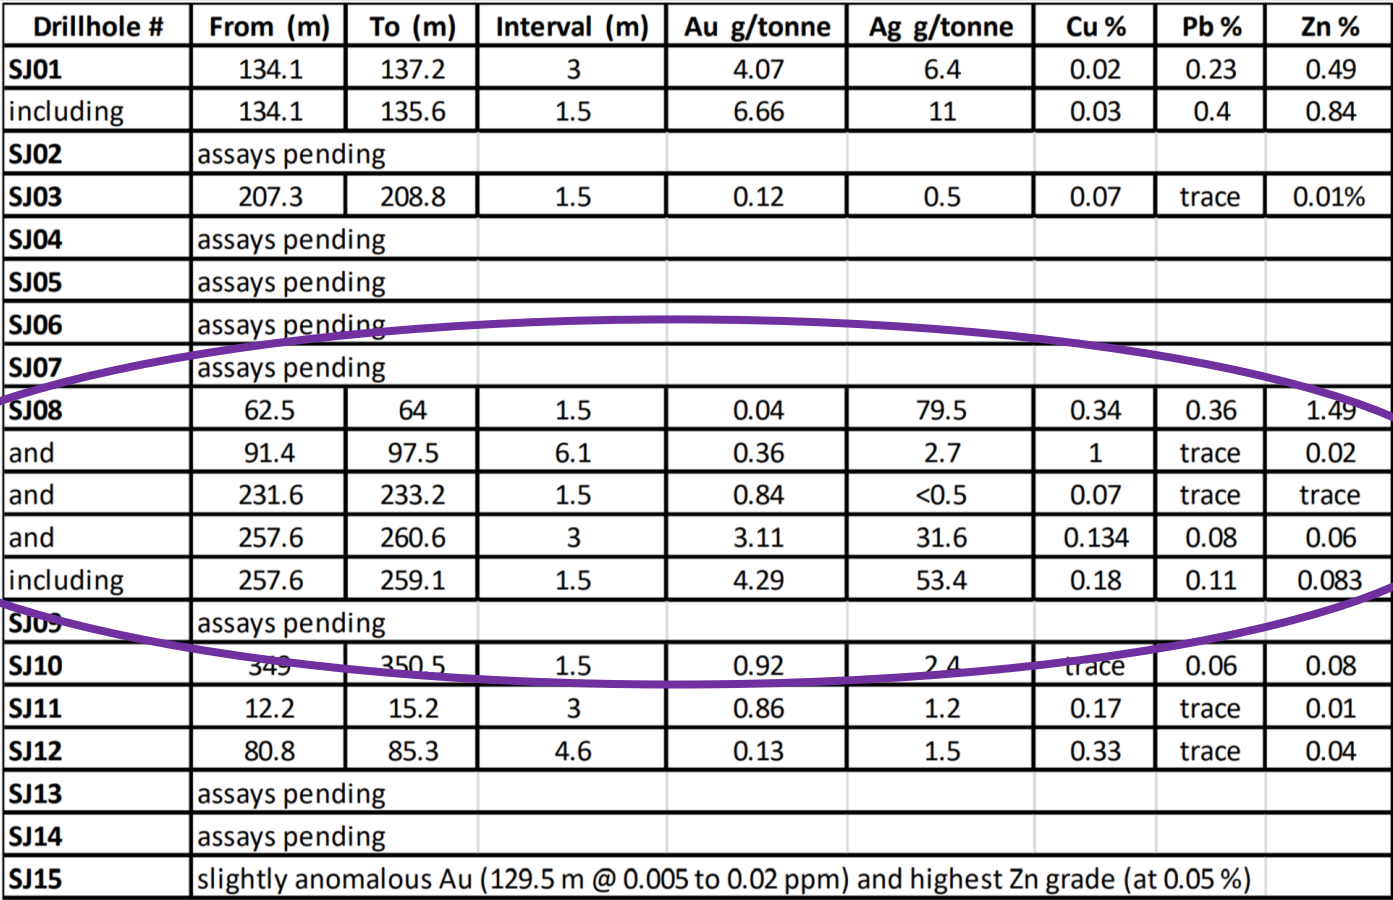 Drillhole # From (m) To (m) Interval (m) Au g/tonne Ag g/tonne Cu % Pb % Zn %
SJ01 134.1 137.2 3 4.07 6.4 0.02 0.23 0.49
including 134.1 135.6 1.5 6.66 11 0.03 0.4 0.84
SJ02 assays pending
SJ03 207.3 208.8 1.5 0.12 0.5 0.07 trace 0.01%
SJ04 assays pending
SJ05 assays pending
SJ06 assays pending
SJ07 assays pending
SJ08 62.5 64 1.5 0.04 79.5 0.34 0.36 1.49
and 91.4 97.5 6.1 0.36 2.7 1 trace 0.02
and 231.6 233.2 1.5 0.84 <0.5 0.07 trace trace
and 257.6 260.6 3 3.11 31.6 0.134 0.08 0.06
including 257.6 259.1 1.5 4.29 53.4 0.18 0.11 0.083
SJ09 assays pending
SJ10 349 350.5 1.5 0.92 2.4 trace 0.06 0.08
SJ11 12.2 15.2 3 0.86 1.2 0.17 trace 0.01
SJ12 80.8 85.3 4.6 0.13 1.5 0.33 trace 0.04
SJ13 assays pending
SJ14 assays pending
SJ15 slightly anomalous Au (129.5 m @ 0.005 to 0.02 ppm) and highest Zn grade (at 0.05 %)